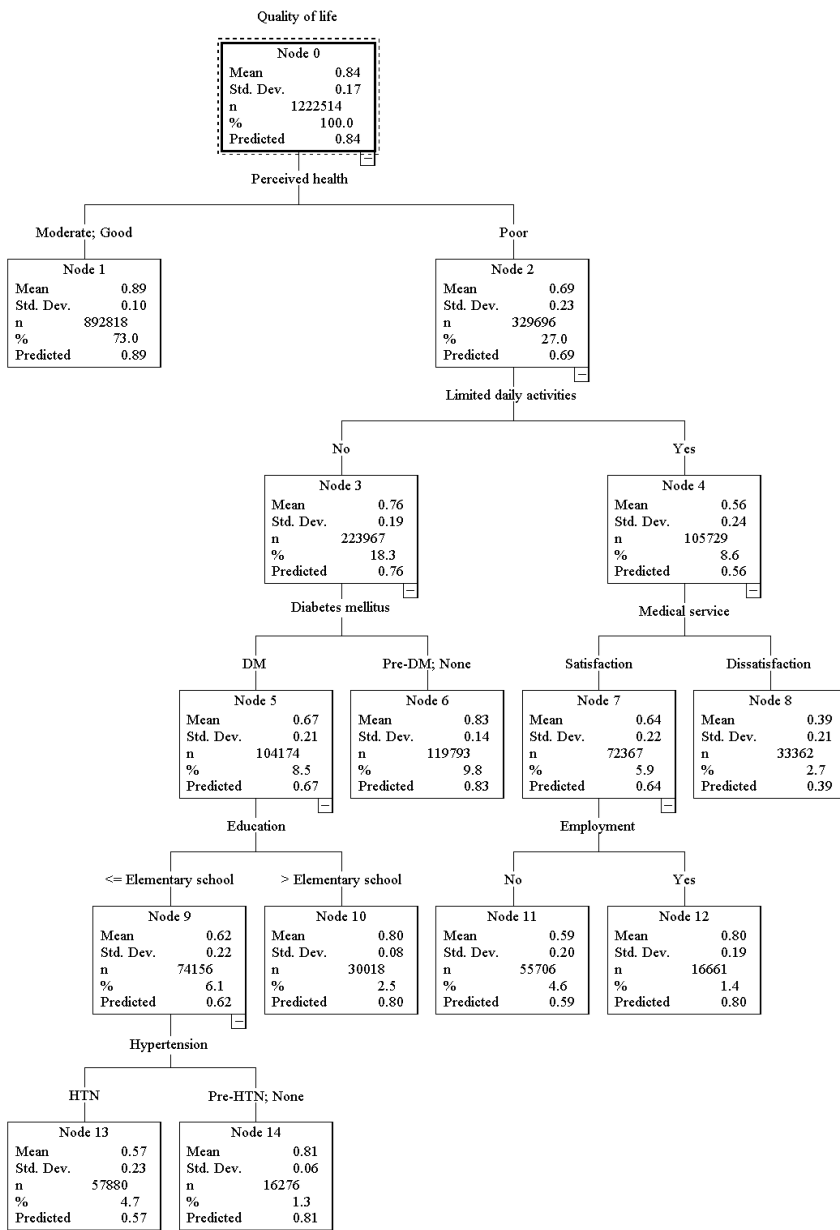 Quality of life
Node 0
Mean 0.84
Std. Dev. 0.17
n 1222514
% 100.0
Predicted 0.84
Perceived health
Moderate; Good
Poor
Node 1
Mean 0.89
Std. Dev. 0.10
n 892818
% 73.0
Predicted 0.89
Node 2
Mean 0.69
Std. Dev. 0.23
n 329696
% 27.0
Predicted 0.69
Limited daily activities
No
Yes
Node 3
Mean 0.76
Std. Dev. 0.19
n 223967
% 18.3
Predicted 0.76
Node 4
Mean 0.56
Std. Dev. 0.24
n 105729
% 8.6
Predicted 0.56
Diabetes mellitus
Medical service
DM
Pre-DM; None
Satisfaction
Dissatisfaction
Node 5
Mean 0.67
Std. Dev. 0.21
n 104174
% 8.5
Predicted 0.67
Node 6
Mean 0.83
Std. Dev. 0.14
n 119793
% 9.8
Predicted 0.83
Node 7
Mean 0.64
Std. Dev. 0.22
n 72367
% 5.9
Predicted 0.64
Node 8
Mean 0.39
Std. Dev. 0.21
n 33362
% 2.7
Predicted 0.39
Education
Employment
<= Elementary school
> Elementary school
No
Yes
Node 9
Mean 0.62
Std. Dev. 0.22
n 74156
% 6.1
Predicted 0.62
Node 10
Mean 0.80
Std. Dev. 0.08
n 30018
% 2.5
Predicted 0.80
Node 11
Mean 0.59
Std. Dev. 0.20
n 55706
% 4.6
Predicted 0.59
Node 12
Mean 0.80
Std. Dev. 0.19
n 16661
% 1.4
Predicted 0.80
Hypertension
HTN
Pre-HTN; None
Node 13
Mean 0.57
Std. Dev. 0.23
n 57880
% 4.7
Predicted 0.57
Node 14
Mean 0.81
Std. Dev. 0.06
n 16276
% 1.3
Predicted 0.81